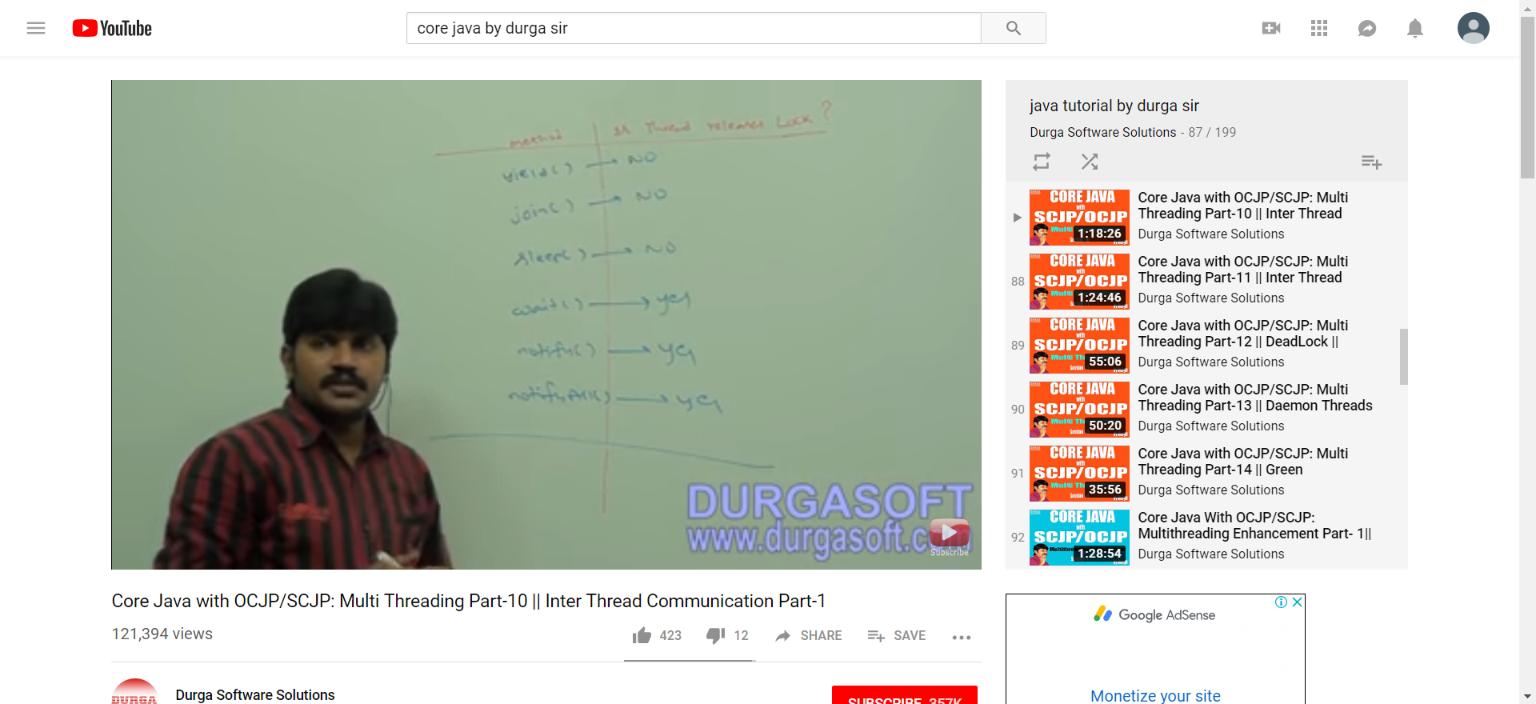 YouTube
core java by durga sir
method | Is Thread releases Lock?
yield() → NO
join() → NO
sleep() → NO
wait() → yes
notify() → yes
notifyAll() → yes
DURGASOFT
www.durgasoft.c
Subscribe
Core Java with OCJP/SCJP: Multi Threading Part-10 || Inter Thread Communication Part-1
121,394 views
423
12
SHARE
SAVE
DURGA
Durga Software Solutions
SUBSCRIBE 357K
java tutorial by durga sir
Durga Software Solutions - 87 / 199
CORE JAVA
with
SCJP/OCJP
1:18:26
Core Java with OCJP/SCJP: Multi
Threading Part-10 || Inter Thread
Durga Software Solutions
88
CORE JAVA
with
SCJP/OCJP
1:24:46
Core Java with OCJP/SCJP: Multi
Threading Part-11 || Inter Thread
Durga Software Solutions
89
CORE JAVA
with
SCJP/OCJP
55:06
Core Java with OCJP/SCJP: Multi
Threading Part-12 || DeadLock ||
Durga Software Solutions
90
CORE JAVA
with
SCJP/OCJP
50:20
Core Java with OCJP/SCJP: Multi
Threading Part-13 || Daemon Threads
Durga Software Solutions
91
CORE JAVA
with
SCJP/OCJP
35:56
Core Java with OCJP/SCJP: Multi
Threading Part-14 || Green
Durga Software Solutions
92
CORE JAVA
with
SCJP/OCJP
1:28:54
Core Java With OCJP/SCJP:
Multithreading Enhancement Part- 1||
Durga Software Solutions
Google AdSense
Monetize your site